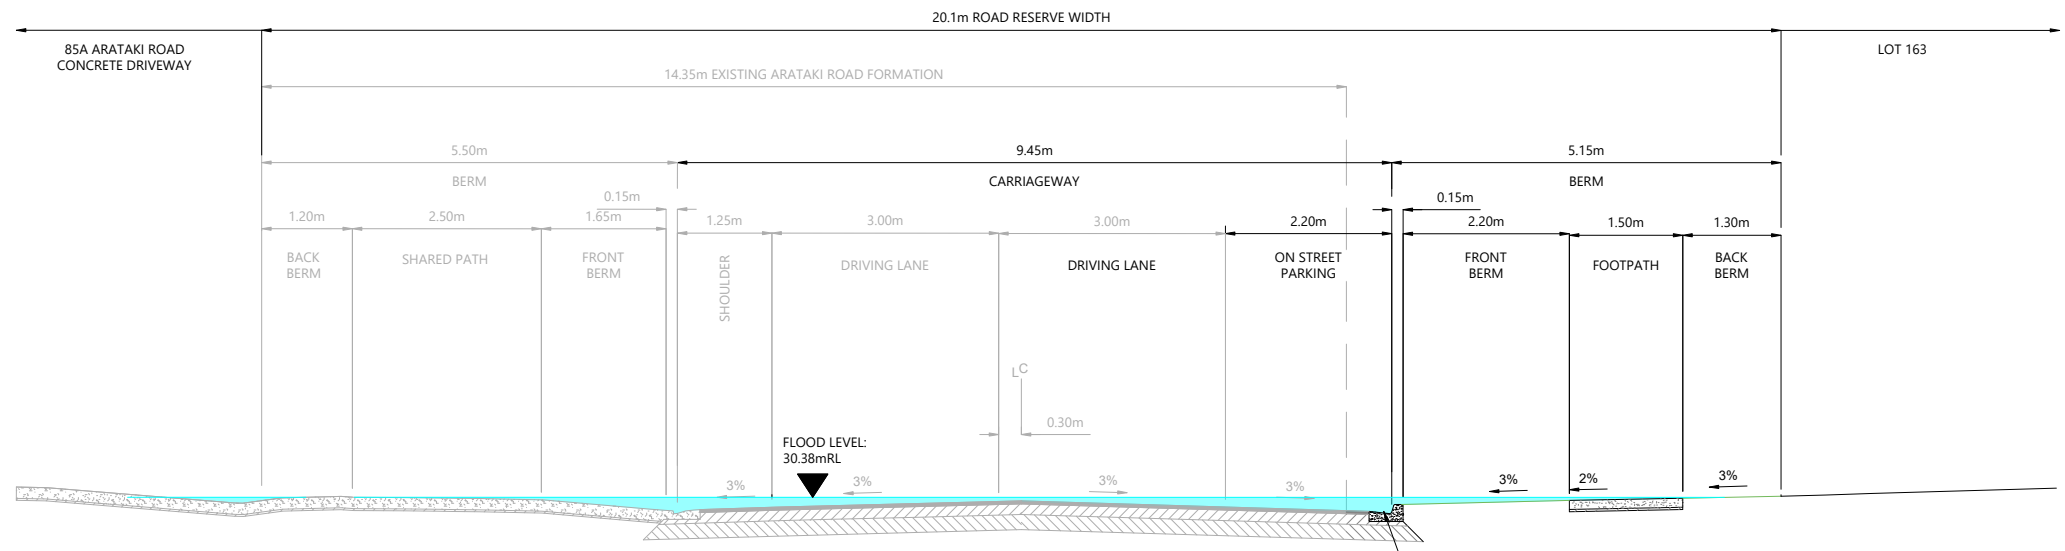 20.1m ROAD RESERVE WIDTH
85A ARATAKI ROAD
CONCRETE DRIVEWAY
LOT 163
14.35m EXISTING ARATAKI ROAD FORMATION
5.50m
9.45m
5.15m
BERM
CARRIAGEWAY
BERM
0.15m
0.15m
1.20m
2.50m
1.65m
1.25m
3.00m
3.00m
2.20m
2.20m
1.50m
1.30m
BACK
BERM
SHARED PATH
FRONT
BERM
SHOULDER
DRIVING LANE
DRIVING LANE
ON STREET
PARKING
FRONT
BERM
FOOTPATH
BACK
BERM
LC
0.30m
FLOOD LEVEL:
30.38mRL
3%
3%
3%
3%
3%
2%
3%